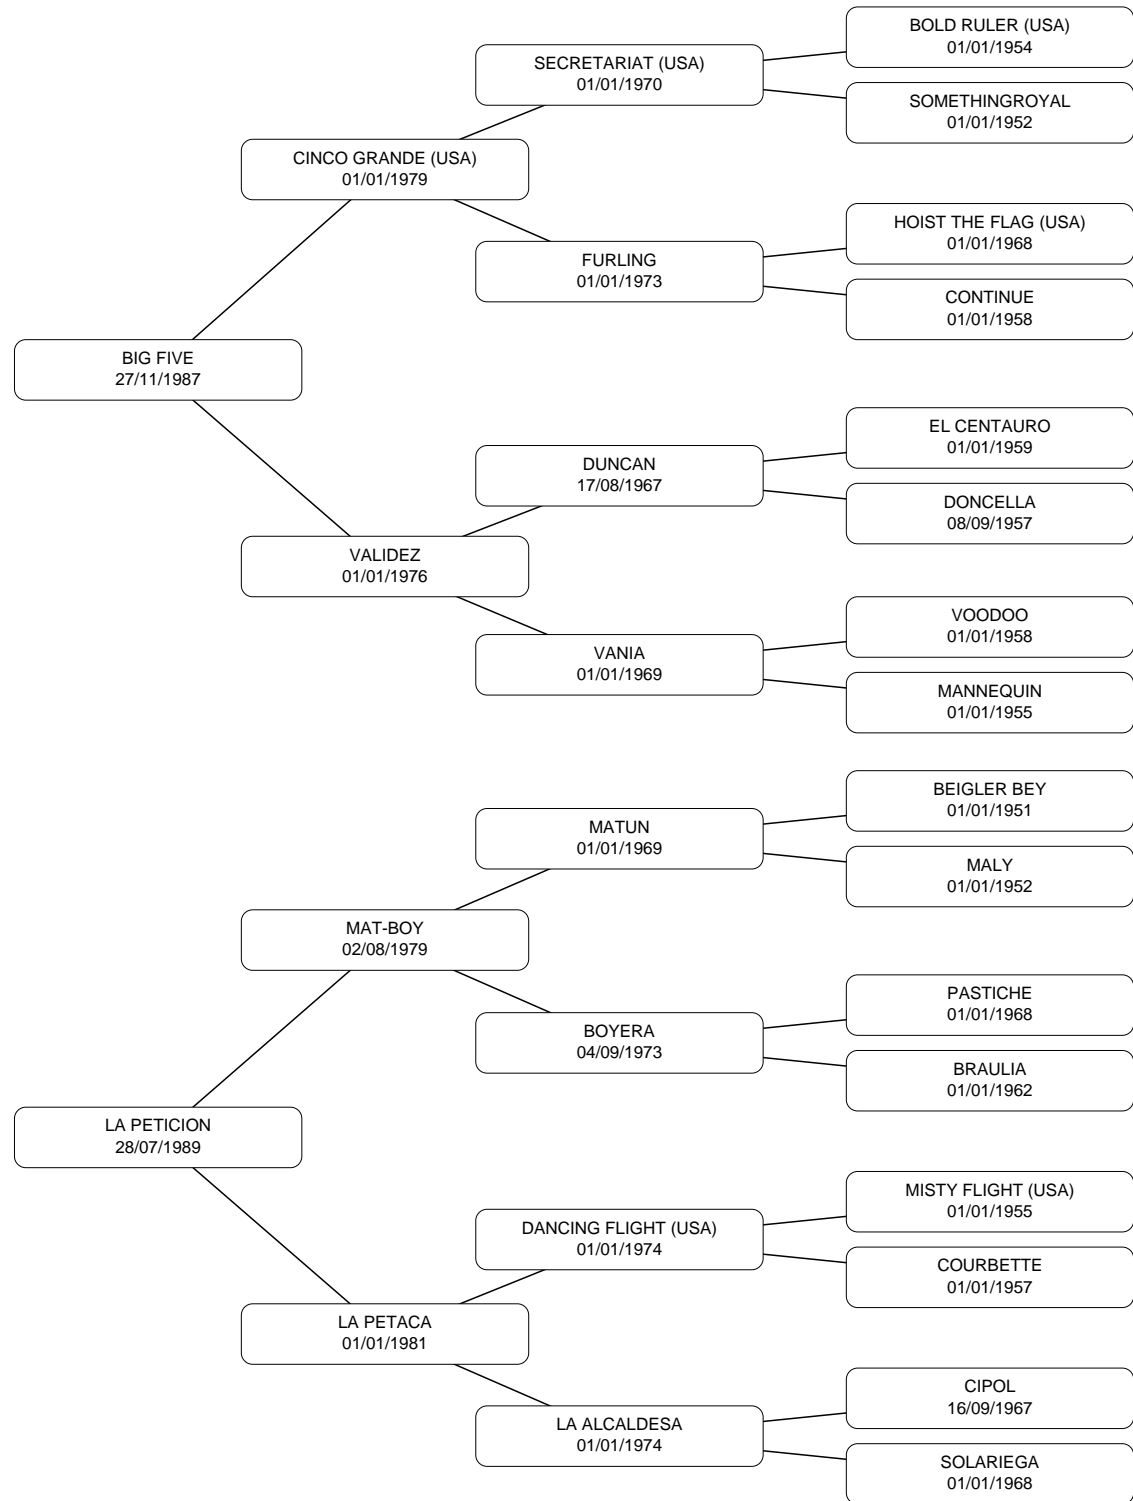 BOLD RULER (USA)
01/01/1954
SECRETARIAT (USA)
01/01/1970
SOMETHINGROYAL
01/01/1952
CINCO GRANDE (USA)
01/01/1979
HOIST THE FLAG (USA)
01/01/1968
FURLING
01/01/1973
CONTINUE
01/01/1958
BIG FIVE
27/11/1987
EL CENTAURO
01/01/1959
DUNCAN
17/08/1967
DONCELLA
08/09/1957
VALIDEZ
01/01/1976
VOODOO
01/01/1958
VANIA
01/01/1969
MANNEQUIN
01/01/1955
BEIGLER BEY
01/01/1951
MATUN
01/01/1969
MALY
01/01/1952
MAT-BOY
02/08/1979
PASTICHE
01/01/1968
BOYERA
04/09/1973
BRAULIA
01/01/1962
LA PETICION
28/07/1989
MISTY FLIGHT (USA)
01/01/1955
DANCING FLIGHT (USA)
01/01/1974
COURBETTE
01/01/1957
LA PETACA
01/01/1981
CIPOL
16/09/1967
LA ALCALDESA
01/01/1974
SOLARIEGA
01/01/1968